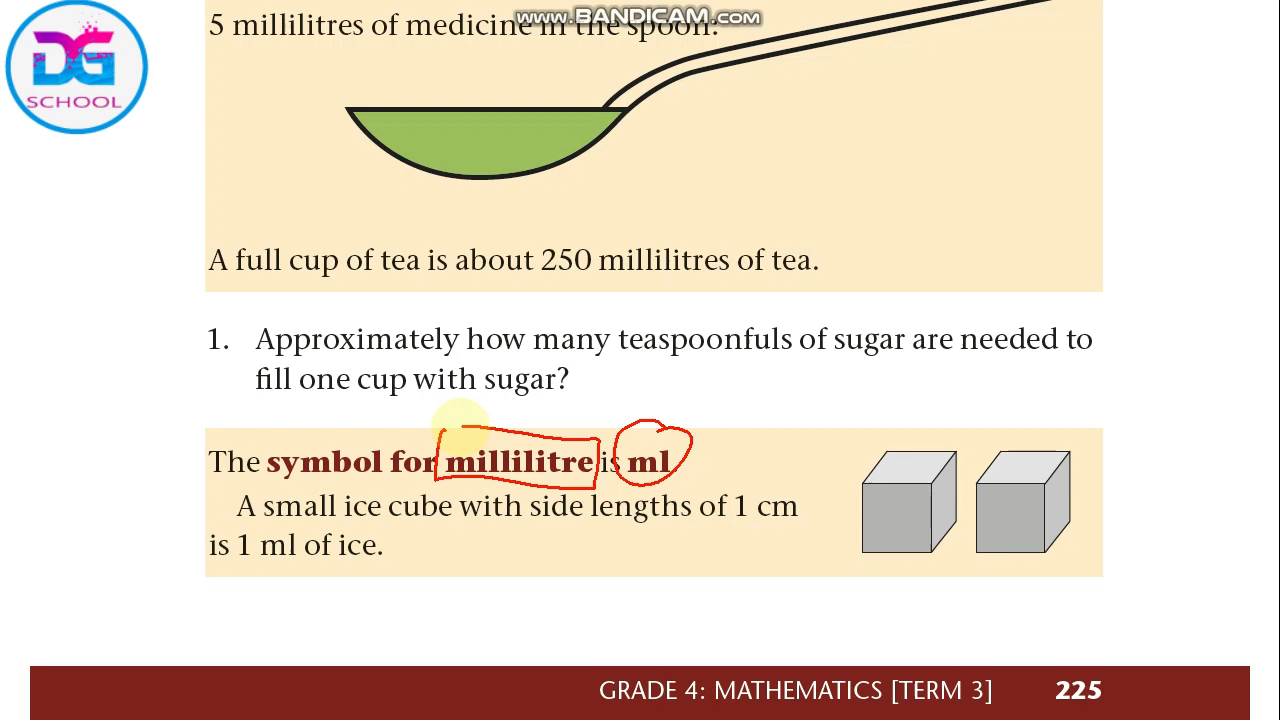 www.BANDICAM.com
5 millilitres of medicine in the spoon:
DG
SCHOOL
A full cup of tea is about 250 millilitres of tea.
1. Approximately how many teaspoonfuls of sugar are needed to
fill one cup with sugar?
The symbol for millilitre is ml
A small ice cube with side lengths of 1 cm
is 1 ml of ice.
GRADE 4: MATHEMATICS [TERM 3] 225